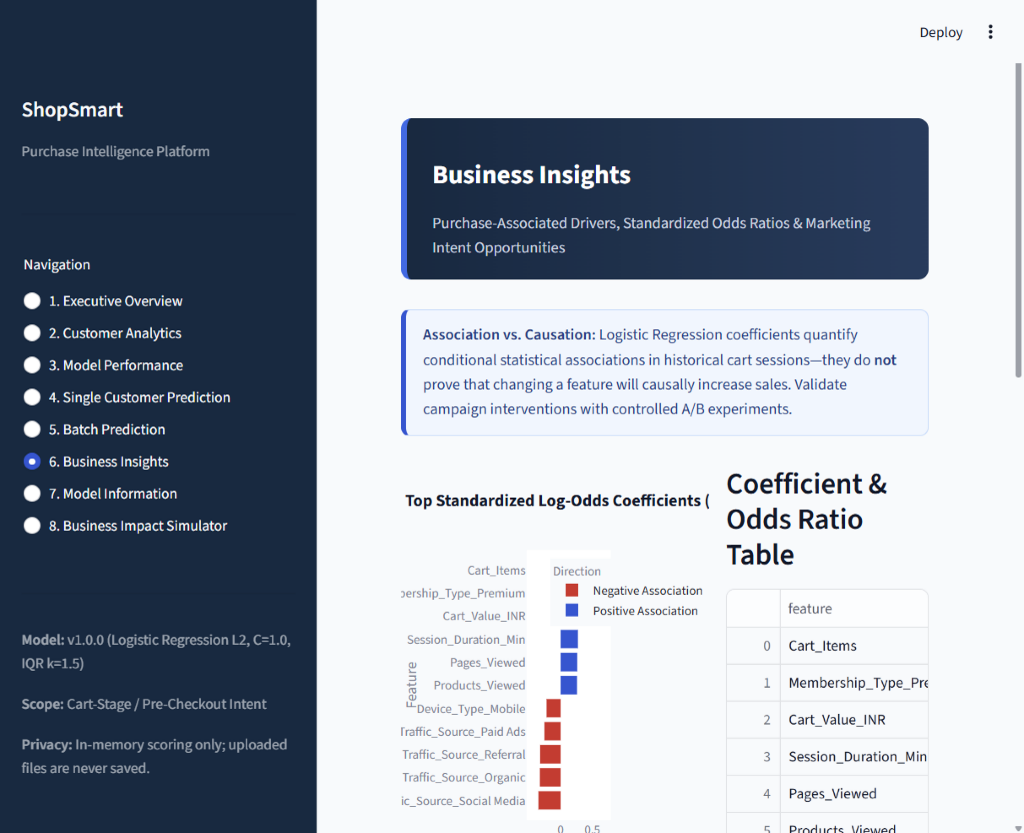 Deploy
ShopSmart
Purchase Intelligence Platform
Navigation
1. Executive Overview
2. Customer Analytics
3. Model Performance
4. Single Customer Prediction
5. Batch Prediction
6. Business Insights
7. Model Information
8. Business Impact Simulator
Model: v1.0.0 (Logistic Regression L2, C=1.0,
IQR k=1.5)
Scope: Cart-Stage / Pre-Checkout Intent
Privacy: In-memory scoring only; uploaded
files are never saved.
Business Insights
Purchase-Associated Drivers, Standardized Odds Ratios & Marketing
Intent Opportunities
Association vs. Causation: Logistic Regression coefficients quantify
conditional statistical associations in historical cart sessions—they do not
prove that changing a feature will causally increase sales. Validate
campaign interventions with controlled A/B experiments.
Top Standardized Log-Odds Coefficients (
Direction
Negative Association
Positive Association
Feature
Cart_Items
bership_Type_Premium
Cart_Value_INR
Session_Duration_Min
Pages_Viewed
Products_Viewed
Device_Type_Mobile
Traffic_Source_Paid Ads
Traffic_Source_Referral
Traffic_Source_Organic
ic_Source_Social Media
0 0.5
Coefficient &
Odds Ratio
Table
feature
0 Cart_Items
1 Membership_Type_Pre
2 Cart_Value_INR
3 Session_Duration_Min
4 Pages_Viewed
5 Products_Viewed